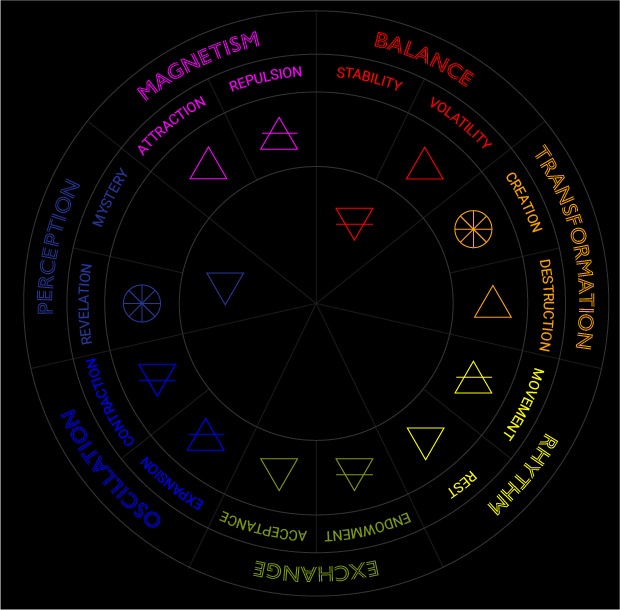 MAGNETISM
BALANCE
REPULSION
STABILITY
ATTRACTION
VOLATILITY
PERCEPTION
MYSTERY
CREATION
TRANSFORMATION
REVELATION
DESTRUCTION
CONTRACTION
MOVEMENT
OSCILLATION
EXPANSION
REST
RHYTHM
ACCEPTANCE
ENDOWMENT
EXCHANGE